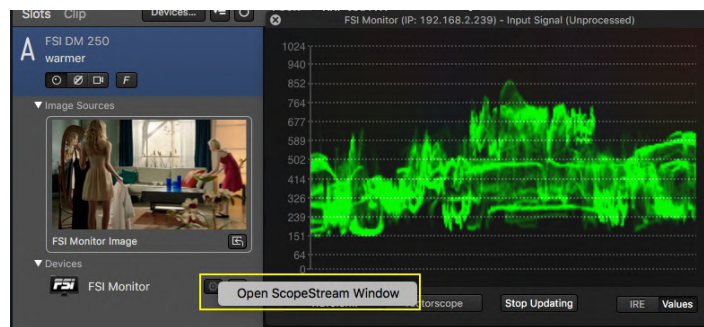 Slots Clip Devices...
A FSI DM 250
warmer
F
Image Sources
FSI Monitor Image
Devices
FSI FSI Monitor
FSI Monitor (IP: 192.168.2.239) - Input Signal (Unprocessed)
1024
940
852
764
677
589
502
414
326
239
151
64
0
Open ScopeStream Window
Stop Updating
IRE Values